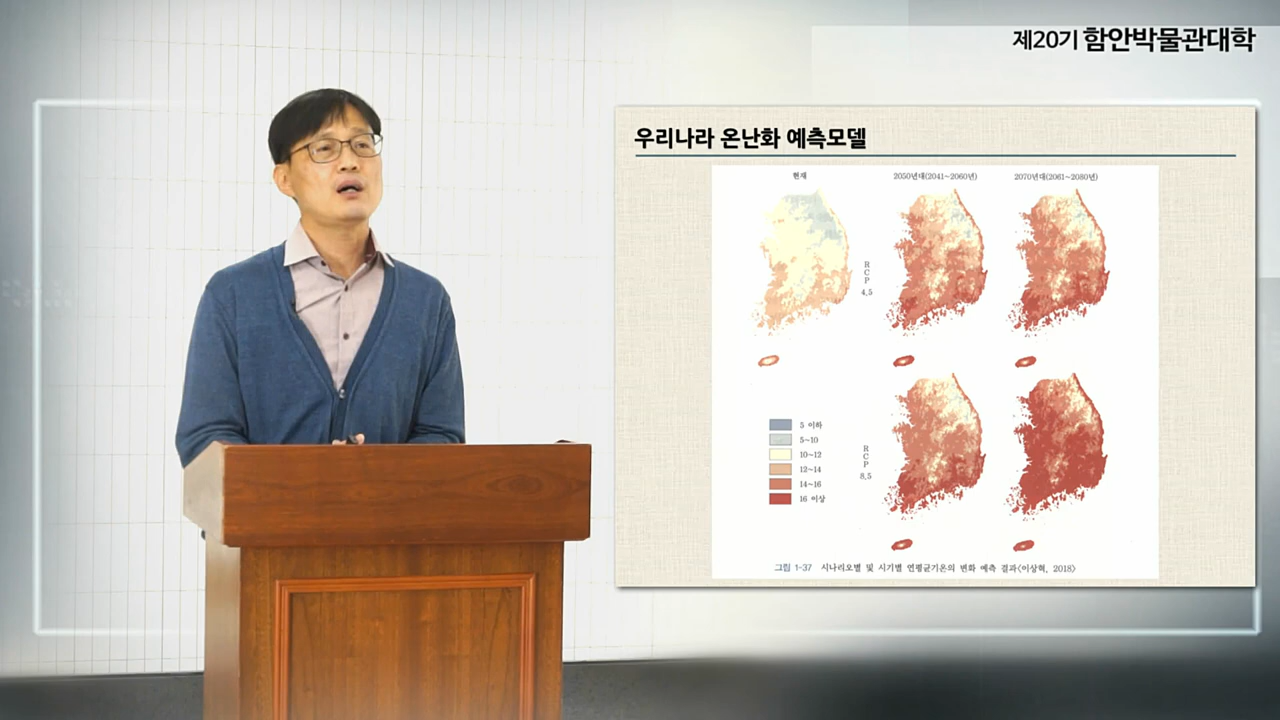 제20기 함안박물관대학
우리나라 온난화 예측모델
현재
2050년대(2041~2060년)
2070년대(2061~2080년)
R
C
P
4.5
5 이하
5~10
10~12
12~14
14~16
16 이상
R
C
P
8.5
그림 1-37 시나리오별 및 시기별 연평균기온의 변화 예측 결과<이상혁, 2018>